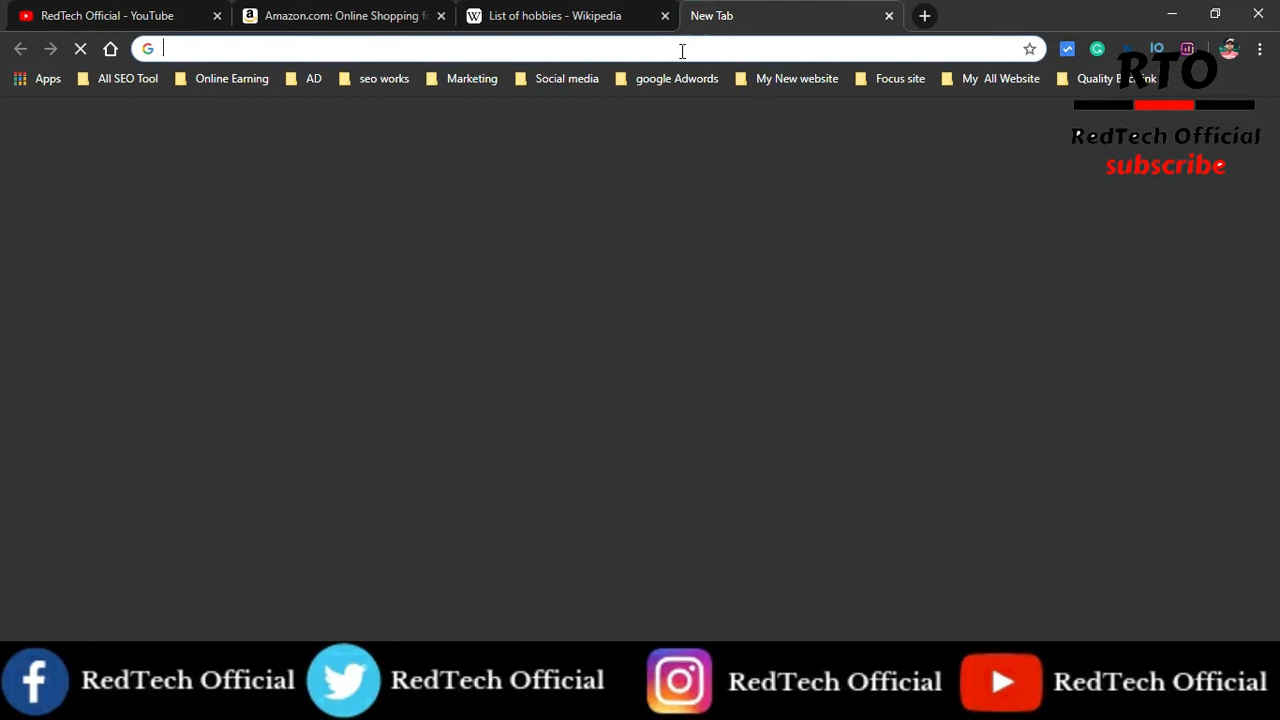 RedTech Official - YouTube
Amazon.com: Online Shopping f
List of hobbies - Wikipedia
New Tab
Apps
All SEO Tool
Online Earning
AD
seo works
Marketing
Social media
google Adwords
My New website
Focus site
My All Website
Quality
RTO
RedTech Official
subscribe
RedTech Official
RedTech Official
RedTech Official
RedTech Official